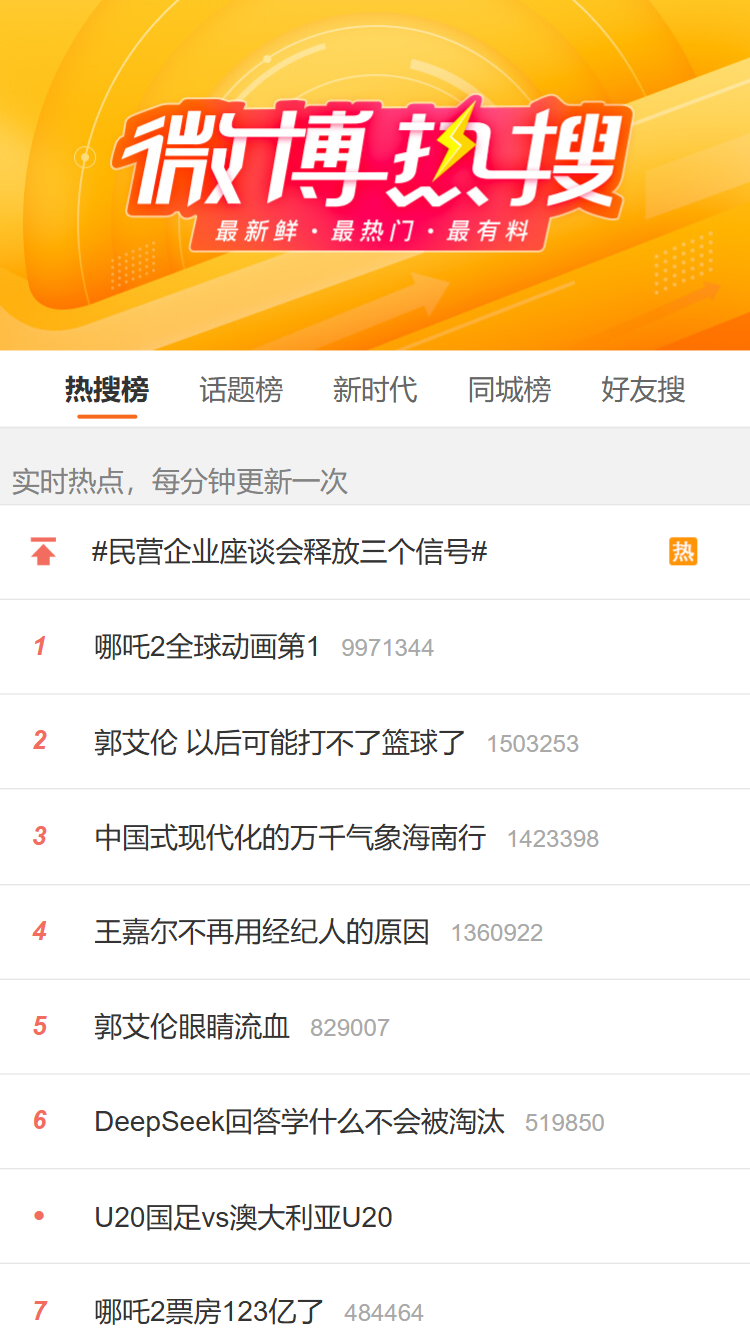 微博热搜
最新鲜·最热门·最有料
热搜榜 话题榜 新时代 同城榜 好友搜
实时热点，每分钟更新一次
#民营企业座谈会释放三个信号# 热
1 哪吒2全球动画第1 9971344
2 郭艾伦 以后可能打不了篮球了 1503253
3 中国式现代化的万千气象海南行 1423398
4 王嘉尔不再用经纪人的原因 1360922
5 郭艾伦眼睛流血 829007
6 DeepSeek回答学什么不会被淘汰 519850
• U20国足vs澳大利亚U20
7 哪吒2票房123亿了 484464